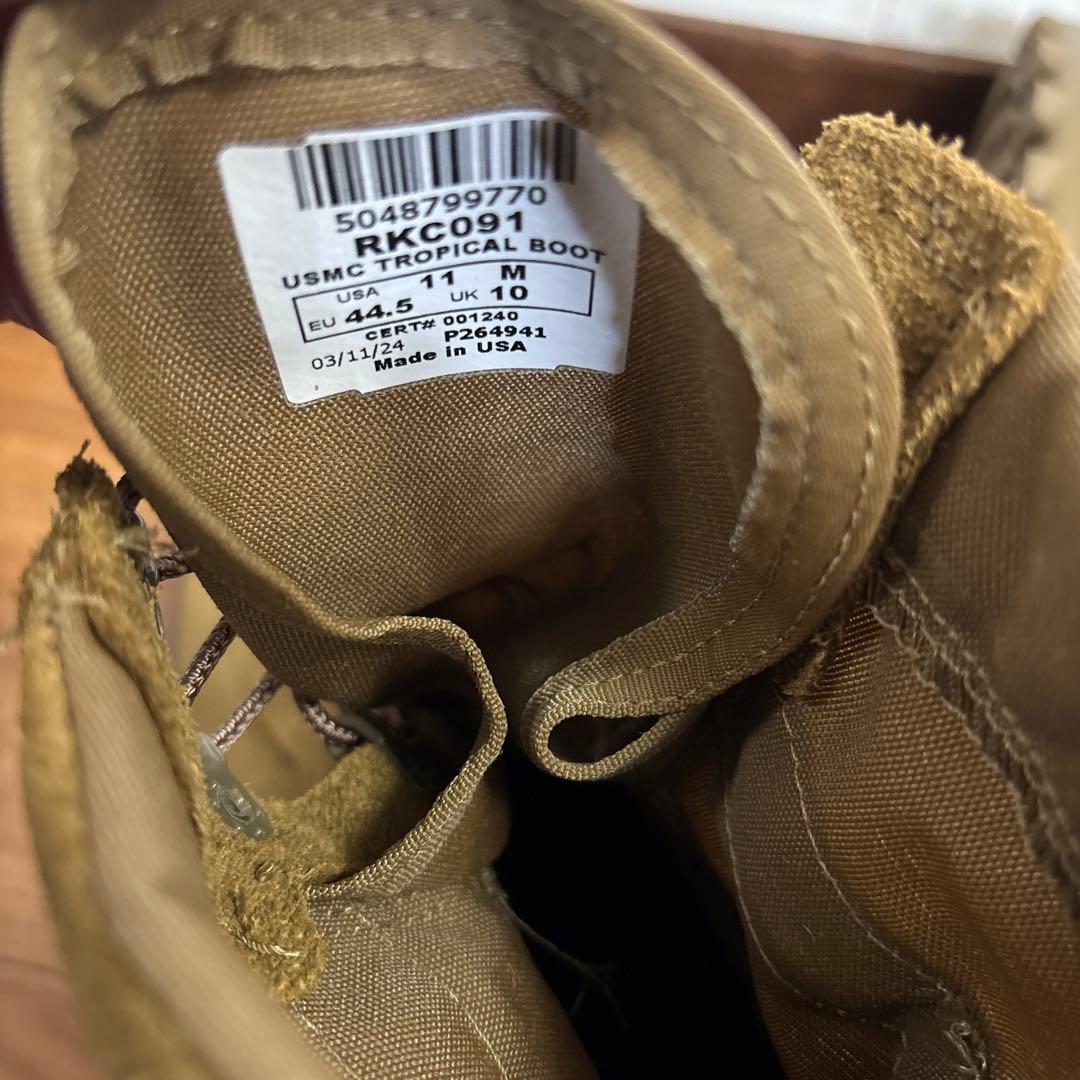 5048799770
RKC091
USMC TROPICAL BOOT
USA 11 M
EU 44.5 UK 10
CERT# 001240
03/11/24 P264941
Made in USA